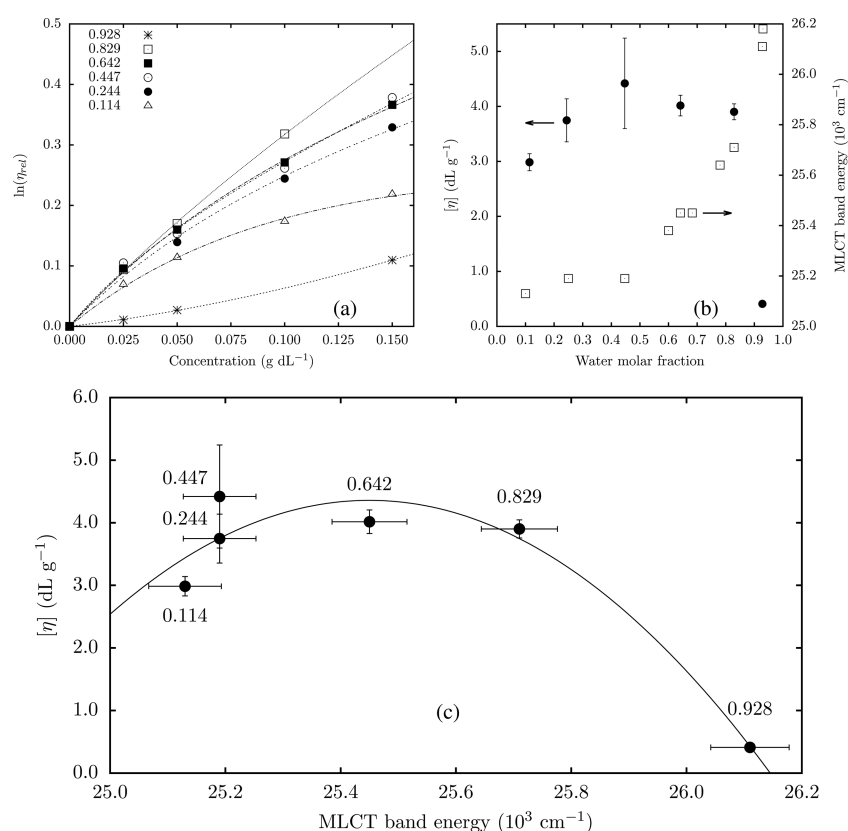 0.5
0.4
0.3
0.2
0.1
0.0
ln(ηrel)
0.928
0.829
0.642
0.447
0.244
0.114
(a)
0.000 0.025 0.050 0.075 0.100 0.125 0.150
Concentration (g dL⁻¹)
5.0
4.0
3.0
2.0
1.0
0.0
[η] (dL g⁻¹)
26.2
26.0
25.8
25.6
25.4
25.2
25.0
MLCT band energy (10³ cm⁻¹)
(b)
0.0 0.1 0.2 0.3 0.4 0.5 0.6 0.7 0.8 0.9 1.0
Water molar fraction
6.0
5.0
4.0
3.0
2.0
1.0
0.0
[η] (dL g⁻¹)
0.447
0.244
0.114
0.642
0.829
0.928
(c)
25.0 25.2 25.4 25.6 25.8 26.0 26.2
MLCT band energy (10³ cm⁻¹)